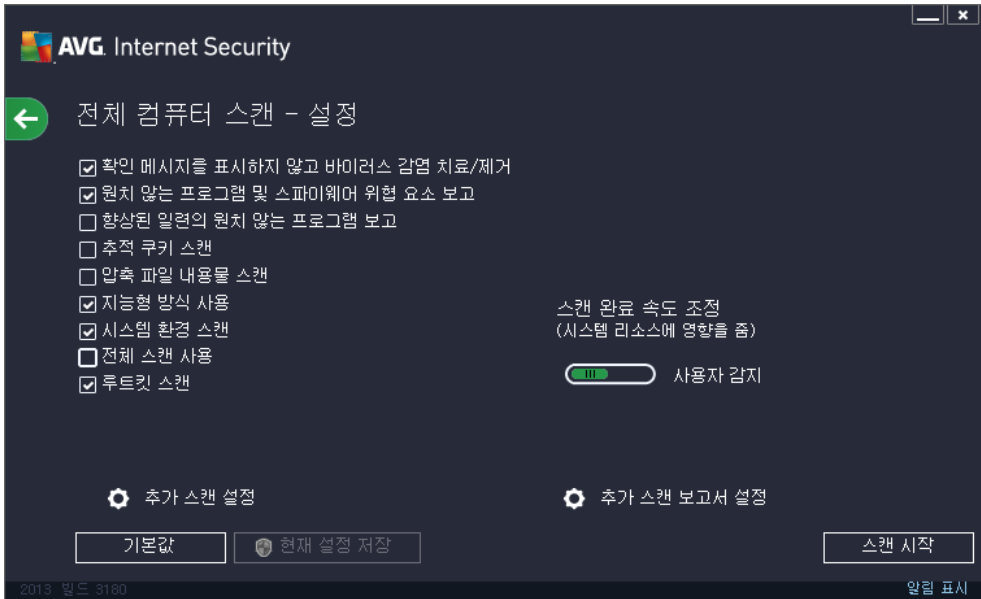 AVG. Internet Security
전체 컴퓨터 스캔 - 설정
확인 메시지를 표시하지 않고 바이러스 감염 치료/제거
원치 않는 프로그램 및 스파이웨어 위협 요소 보고
향상된 일련의 원치 않는 프로그램 보고
추적 쿠키 스캔
압축 파일 내용물 스캔
지능형 방식 사용
시스템 환경 스캔
전체 스캔 사용
루트킷 스캔
스캔 완료 속도 조정
(시스템 리소스에 영향을 줌)
사용자 감지
추가 스캔 설정
추가 스캔 보고서 설정
기본값
현재 설정 저장
스캔 시작
2013 빌드 3180
알림 표시